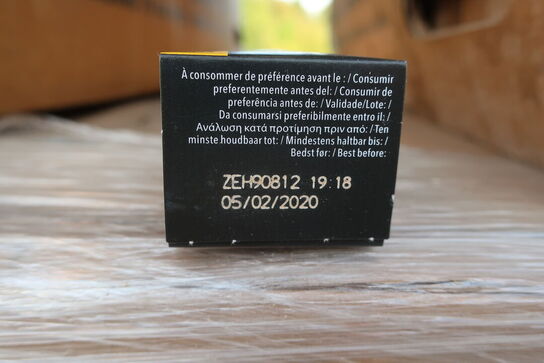 À consommer de préférence avant le : / Consumir
preferentemente antes del: / Consumir de
preferência antes de: / Validade/Lote: /
Da consumarsi preferibilmente entro il: /
Ανάλωση κατά προτίμηση πριν από: / Ten
minste houdbaar tot: / Mindestens haltbar bis: /
Bedst før: / Best before:
ZEH90812 19:18
05/02/2020